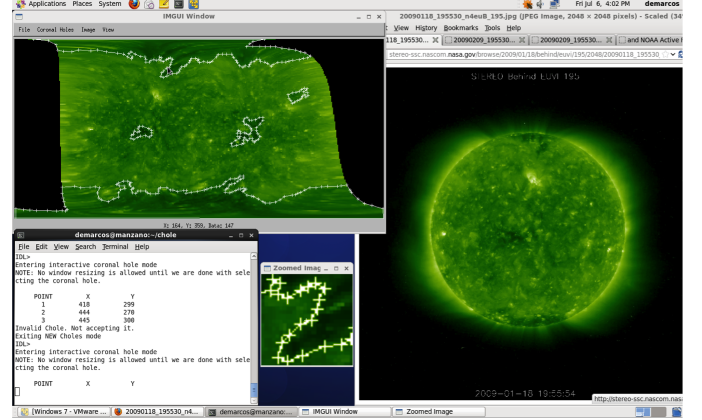 Applications Places System
Fri Jul 6, 4:02 PM demarcos
IMGUI Window
File Coronal Holes Image View
X: 164, Y: 359, Data: 147
20090118_195530_n4euB_195.jpg (JPEG Image, 2048 × 2048 pixels) - Scaled (34
View History Bookmarks Tools Help
118_195530... 20090209_195530... 20090209_195530... and NOAA Active
stereo-ssc.nascom.nasa.gov/browse/2009/01/18/behind/euvi/195/2048/20090118_195530_
STEREO Behind EUVI 195
2009-01-18 19:55:54
http://stereo-ssc.nascom.nas
demarcos@manzano:~/chole
File Edit View Search Terminal Help
IDL>
Entering interactive coronal hole mode
NOTE: No window resizing is allowed until we are done with sele
cting the coronal hole.
POINT X Y
1 418 299
2 444 270
3 445 300
Invalid Chole. Not accepting it.
Exiting NEW Choles mode
IDL>
Entering interactive coronal hole mode
NOTE: No window resizing is allowed until we are done with sele
cting the coronal hole.
POINT X Y
Zoomed Imag
[Windows 7 - VMware ... 20090118_195530_n4... demarcos@manzano:... IMGUI Window Zoomed Image